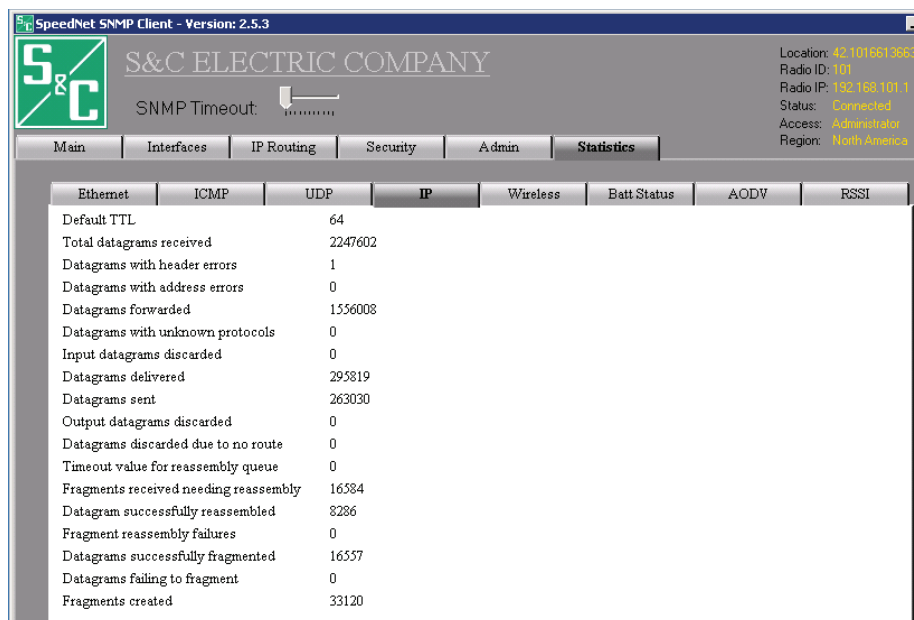 SpeedNet SNMP Client - Version: 2.5.3
S&C
S&C ELECTRIC COMPANY
SNMP Timeout:
Location: 42.1016613663
Radio ID: 101
Radio IP: 192.168.101.1
Status: Connected
Access: Administrator
Region: North America
Main Interfaces IP Routing Security Admin Statistics
Ethernet ICMP UDP IP Wireless Batt Status AODV RSSI
Default TTL 64
Total datagrams received 2247602
Datagrams with header errors 1
Datagrams with address errors 0
Datagrams forwarded 1556008
Datagrams with unknown protocols 0
Input datagrams discarded 0
Datagrams delivered 295819
Datagrams sent 263030
Output datagrams discarded 0
Datagrams discarded due to no route 0
Timeout value for reassembly queue 0
Fragments received needing reassembly 16584
Datagram successfully reassembled 8286
Fragment reassembly failures 0
Datagrams successfully fragmented 16557
Datagrams failing to fragment 0
Fragments created 33120